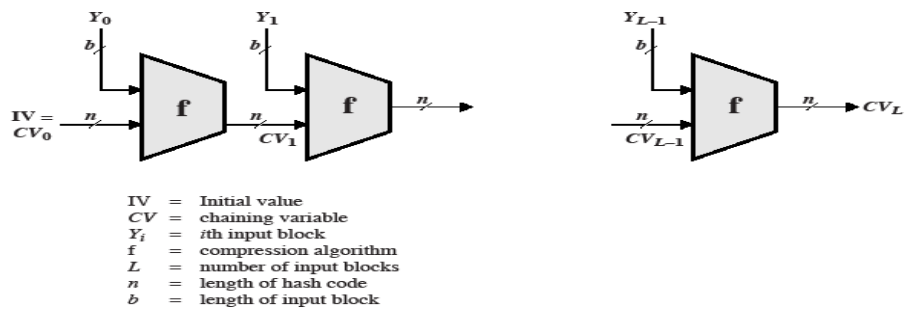 Y0 Y1 YL–1
b b b
f f f
n n n n n CVL
IV =
CV0 CV1 CVL–1
IV = Initial value
CV = chaining variable
Yi = ith input block
f = compression algorithm
L = number of input blocks
n = length of hash code
b = length of input block